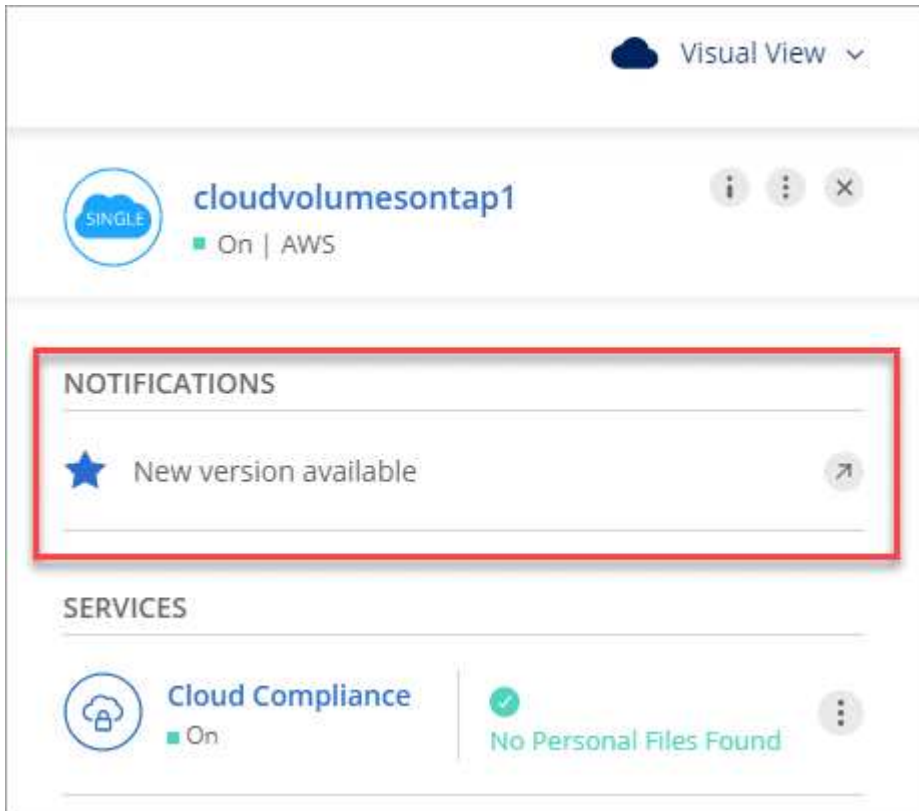 Visual View
SINGLE
cloudvolumesontap1
On | AWS
NOTIFICATIONS
New version available
SERVICES
Cloud Compliance
On
No Personal Files Found